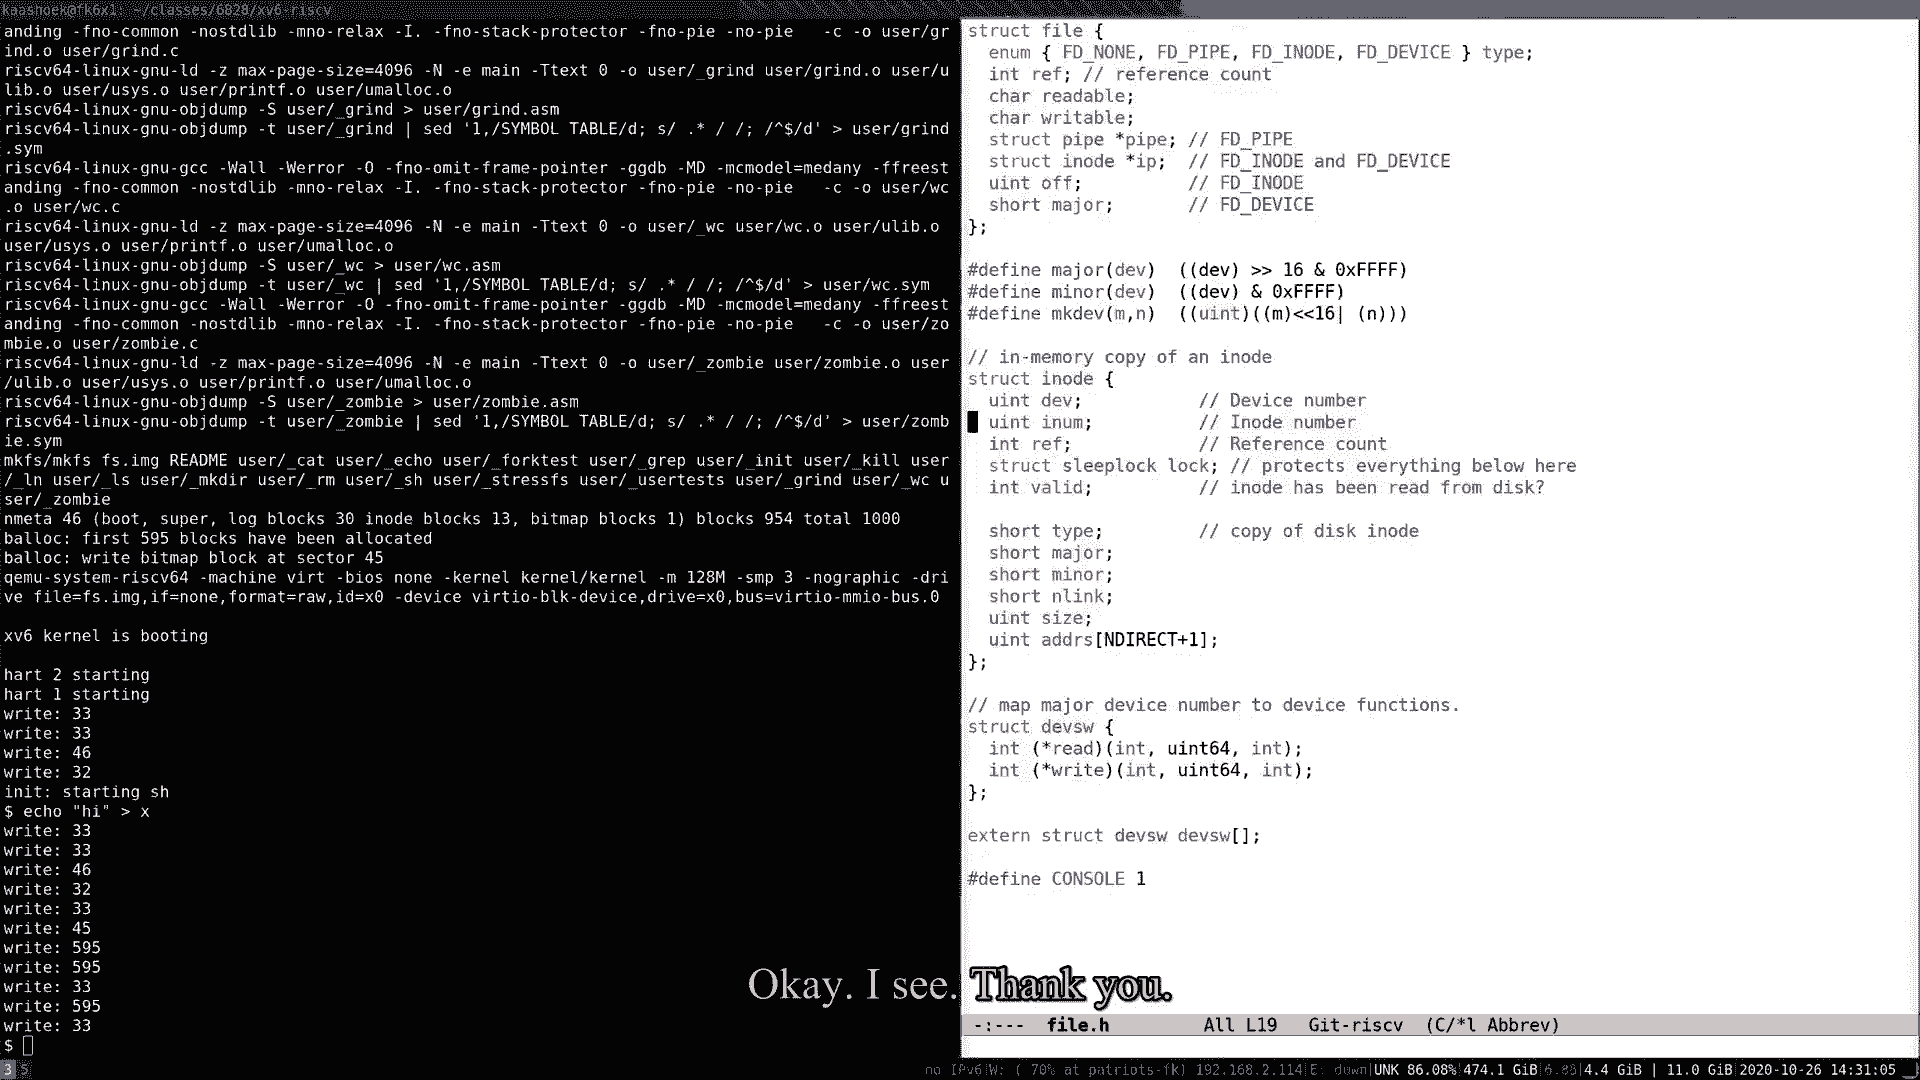 kaashoek@fk6x1: ~/classes/6828/xv6-riscv
anding -fno-common -nostdlib -mno-relax -I. -fno-stack-protector -fno-pie -no-pie   -c -o user/gr
ind.o user/grind.c
riscv64-linux-gnu-ld -z max-page-size=4096 -N -e main -Ttext 0 -o user/_grind user/grind.o user/u
lib.o user/usys.o user/printf.o user/umalloc.o
riscv64-linux-gnu-objdump -S user/_grind > user/grind.asm
riscv64-linux-gnu-objdump -t user/_grind | sed '1,/SYMBOL TABLE/d; s/ .* / /; /^$/d' > user/grind
.sym
riscv64-linux-gnu-gcc -Wall -Werror -O -fno-omit-frame-pointer -ggdb -MD -mcmodel=medany -ffreest
anding -fno-common -nostdlib -mno-relax -I. -fno-stack-protector -fno-pie -no-pie   -c -o user/wc
.o user/wc.c
riscv64-linux-gnu-ld -z max-page-size=4096 -N -e main -Ttext 0 -o user/_wc user/wc.o user/ulib.o
user/usys.o user/printf.o user/umalloc.o
riscv64-linux-gnu-objdump -S user/_wc > user/wc.asm
riscv64-linux-gnu-objdump -t user/_wc | sed '1,/SYMBOL TABLE/d; s/ .* / /; /^$/d' > user/wc.sym
riscv64-linux-gnu-gcc -Wall -Werror -O -fno-omit-frame-pointer -ggdb -MD -mcmodel=medany -ffreest
anding -fno-common -nostdlib -mno-relax -I. -fno-stack-protector -fno-pie -no-pie   -c -o user/zo
mbie.o user/zombie.c
riscv64-linux-gnu-ld -z max-page-size=4096 -N -e main -Ttext 0 -o user/_zombie user/zombie.o user
/ulib.o user/usys.o user/printf.o user/umalloc.o
riscv64-linux-gnu-objdump -S user/_zombie > user/zombie.asm
riscv64-linux-gnu-objdump -t user/_zombie | sed '1,/SYMBOL TABLE/d; s/ .* / /; /^$/d' > user/zomb
ie.sym
mkfs/mkfs fs.img README user/_cat user/_echo user/_forktest user/_grep user/_init user/_kill user
/_ln user/_ls user/_mkdir user/_rm user/_sh user/_stressfs user/_usertests user/_grind user/_wc u
ser/_zombie
nmeta 46 (boot, super, log blocks 30 inode blocks 13, bitmap blocks 1) blocks 954 total 1000
balloc: first 595 blocks have been allocated
balloc: write bitmap block at sector 45
qemu-system-riscv64 -machine virt -bios none -kernel kernel/kernel -m 128M -smp 3 -nographic -dri
ve file=fs.img,if=none,format=raw,id=x0 -device virtio-blk-device,drive=x0,bus=virtio-mmio-bus.0
xv6 kernel is booting
hart 2 starting
hart 1 starting
write: 33
write: 33
write: 46
write: 32
init: starting sh
$ echo "hi" > x
write: 33
write: 33
write: 46
write: 32
write: 33
write: 45
write: 595
write: 595
write: 33
write: 595
write: 33
$
struct file {
  enum { FD_NONE, FD_PIPE, FD_INODE, FD_DEVICE } type;
  int ref; // reference count
  char readable;
  char writable;
  struct pipe *pipe; // FD_PIPE
  struct inode *ip;  // FD_INODE and FD_DEVICE
  uint off;          // FD_INODE
  short major;       // FD_DEVICE
};
#define major(dev)  ((dev) >> 16 & 0xFFFF)
#define minor(dev)  ((dev) & 0xFFFF)
#define mkdev(m,n)  ((uint)((m)<<16| (n)))
// in-memory copy of an inode
struct inode {
  uint dev;           // Device number
  uint inum;          // Inode number
  int ref;            // Reference count
  struct sleeplock lock; // protects everything below here
  int valid;          // inode has been read from disk?
  short type;         // copy of disk inode
  short major;
  short minor;
  short nlink;
  uint size;
  uint addrs[NDIRECT+1];
};
// map major device number to device functions.
struct devsw {
  int (*read)(int, uint64, int);
  int (*write)(int, uint64, int);
};
extern struct devsw devsw[];
#define CONSOLE 1
Okay. I see. Thank you.
-:---  file.h         All L19   Git-riscv  (C/*l Abbrev)
3 5 no IPv6|W: ( 70% at patriots-fk) 192.168.2.114|E: down|UNK 86.08%|474.1 GiB|6.83|4.4 GiB | 11.0 GiB|2020-10-26 14:31:05